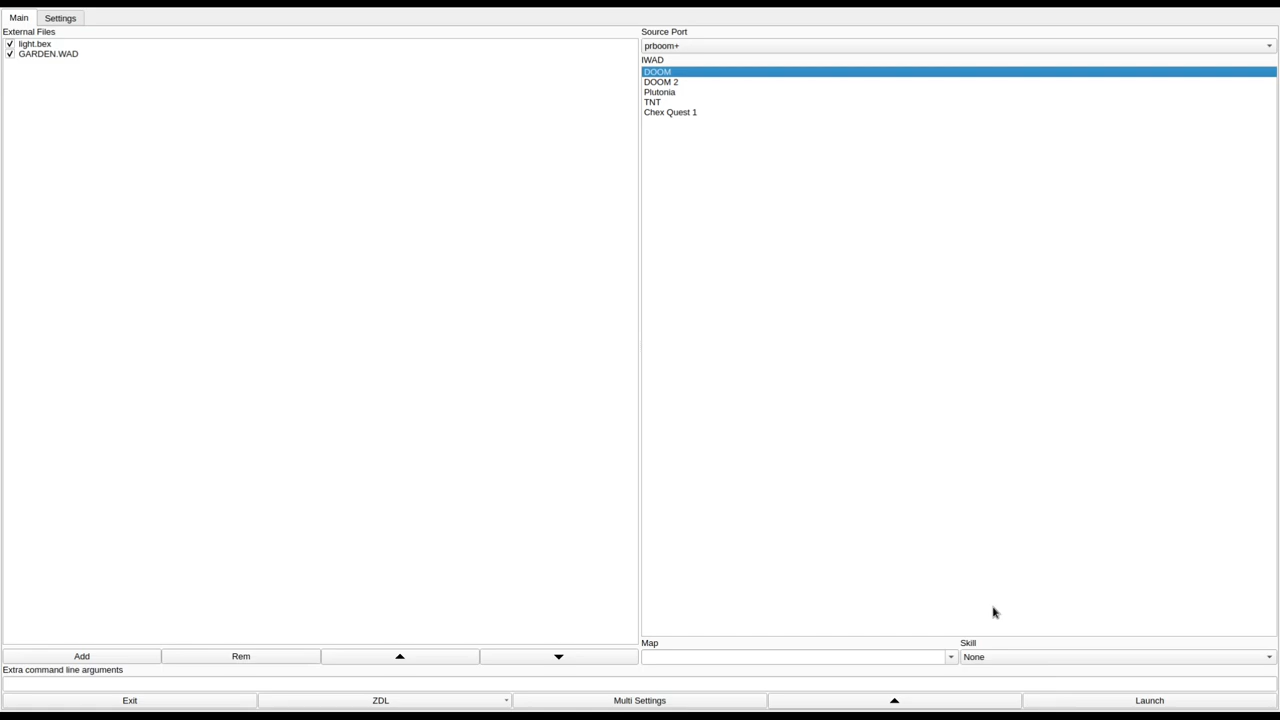 Main Settings
External Files
light.bex
GARDEN.WAD
Source Port
prboom+
IWAD
DOOM
DOOM 2
Plutonia
TNT
Chex Quest 1
Add Rem
Map Skill
None
Extra command line arguments
Exit ZDL Multi Settings Launch